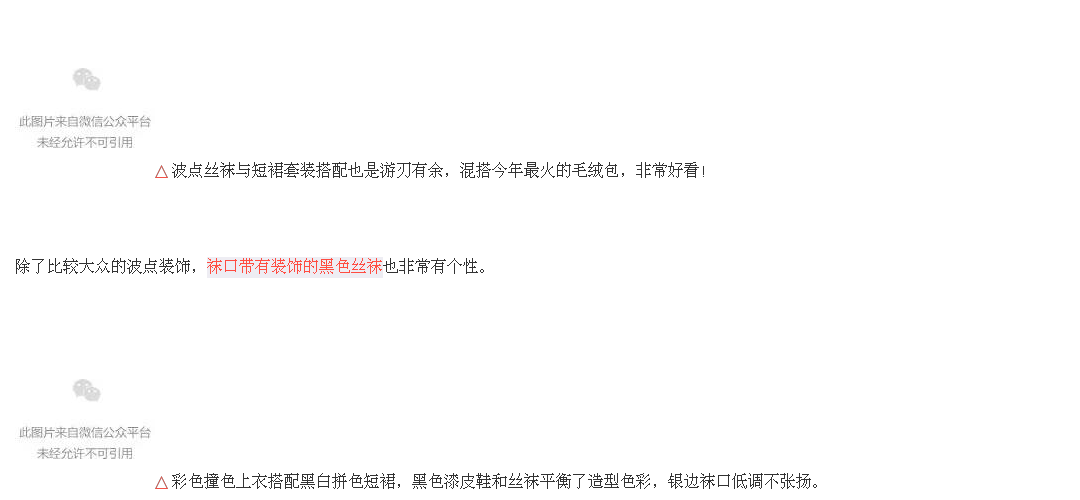 此图片来自微信公众平台
未经允许不可引用
△波点丝袜与短裙套装搭配也是游刃有余，混搭今年最火的毛绒包，非常好看！
除了比较大众的波点装饰，袜口带有装饰的黑色丝袜也非常有个性。
此图片来自微信公众平台
未经允许不可引用
△彩色撞色上衣搭配黑白拼色短裙，黑色漆皮鞋和丝袜平衡了造型色彩，银边袜口低调不张扬。